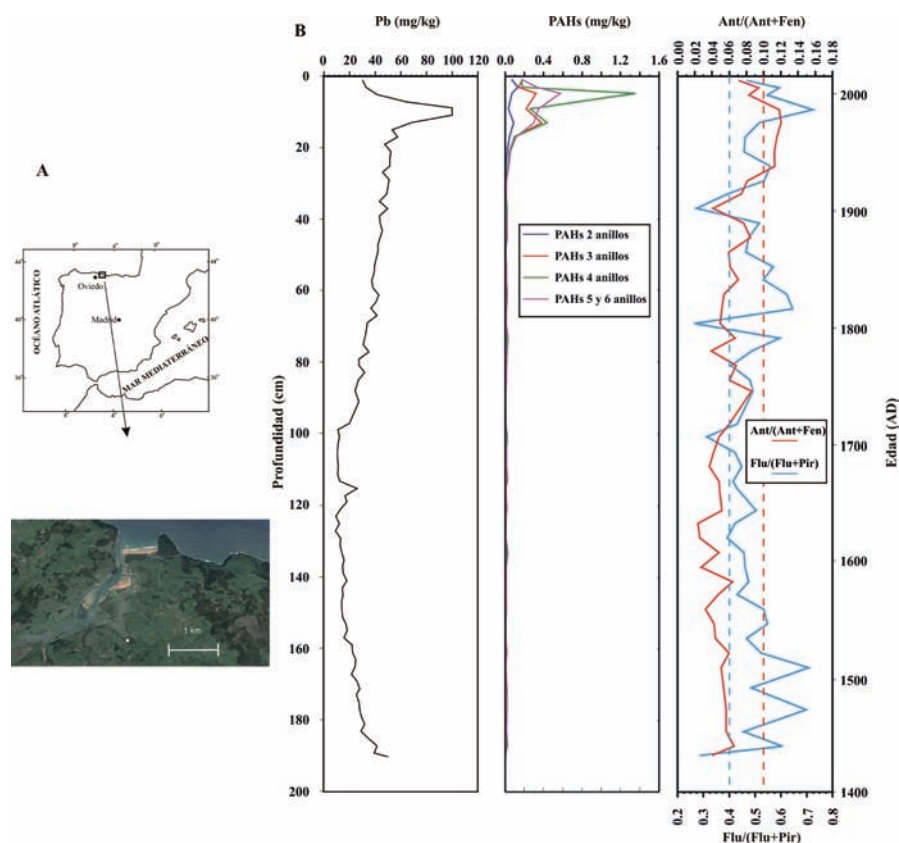 B
Pb (mg/kg)
0 20 40 60 80 100 120
PAHs (mg/kg)
0.0 0.4 0.8 1.2 1.6
Ant/(Ant+Fen)
0.00
0.02
0.04
0.06
0.08
0.10
0.12
0.14
0.16
0.18
A
OCÉANO ATLÁTICO
Oviedo
Madrid
MAR MEDITERRÁNEO
1 km
Profundidad (cm)
0
20
40
60
80
100
120
140
160
180
200
PAHs 2 anillos
PAHs 3 anillos
PAHs 4 anillos
PAHs 5 y 6 anillos
Ant/(Ant+Fen)
Flu/(Flu+Pir)
2000
1900
1800
1700
1600
1500
1400
Edad (AD)
0.2
0.3
0.4
0.5
0.6
0.7
0.8
Flu/(Flu+Pir)